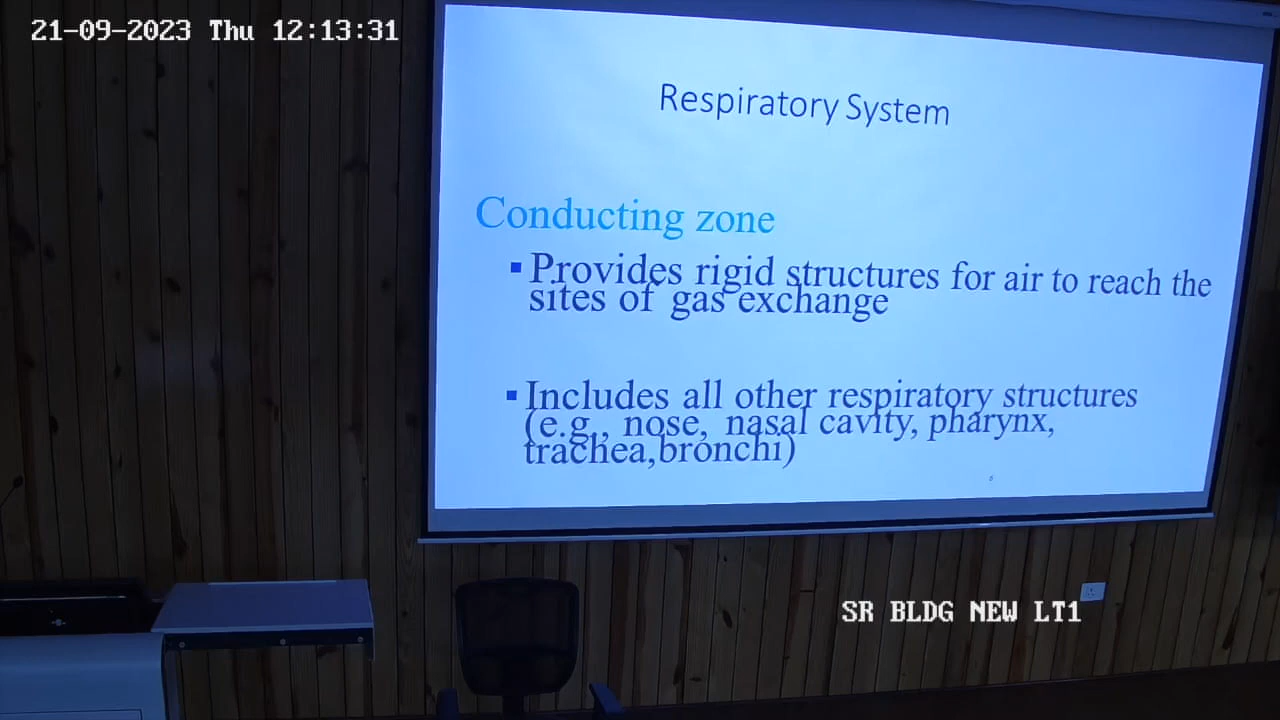 21-09-2023 Thu 12:13:31
Respiratory System
Conducting zone
▪ Provides rigid structures for air to reach the
sites of gas exchange
▪ Includes all other respiratory structures
(e.g., nose, nasal cavity, pharynx,
trachea,bronchi)
6
SR BLDG NEW LT1